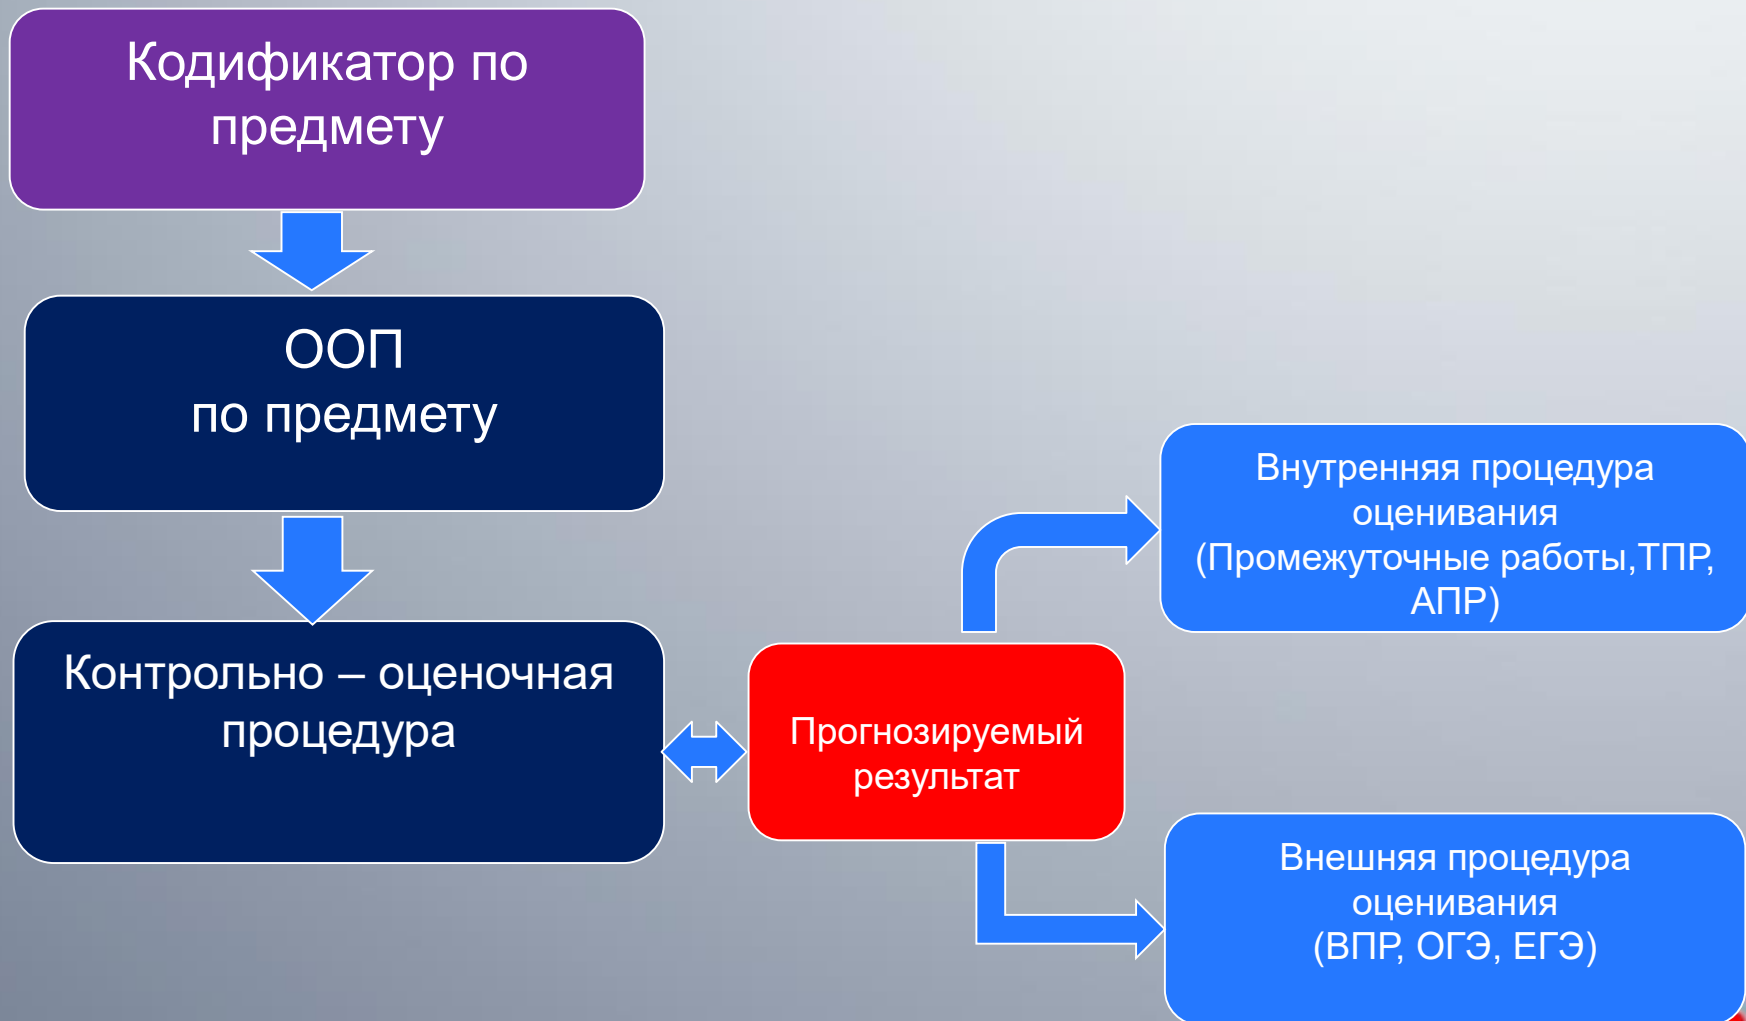 Кодификатор по
предмету
ООП
по предмету
Контрольно – оценочная
процедура
Прогнозируемый
результат
Внутренняя процедура
оценивания
(Промежуточные работы,ТПР,
АПР)
Внешняя процедура
оценивания
(ВПР, ОГЭ, ЕГЭ)